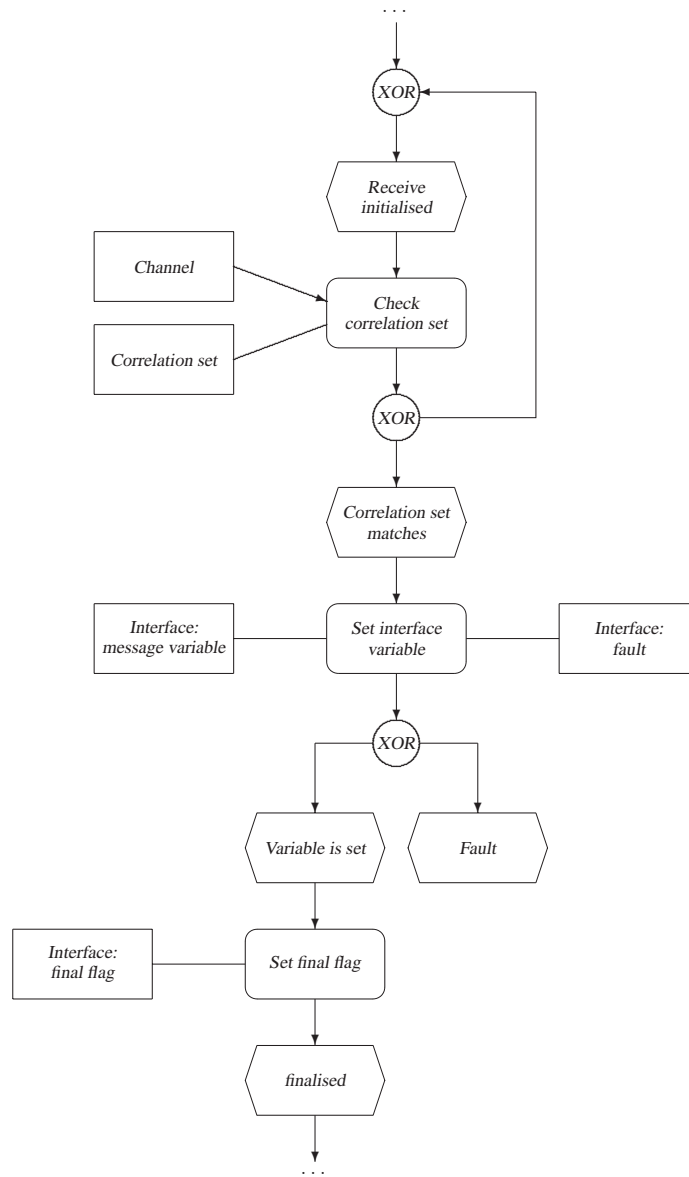 . . .
XOR
Receive
initialised
Channel
Check
correlation set
Correlation set
XOR
Correlation set
matches
Interface:
message variable
Set interface
variable
Interface:
fault
XOR
Variable is set
Fault
Interface:
final flag
Set final flag
finalised
. . .